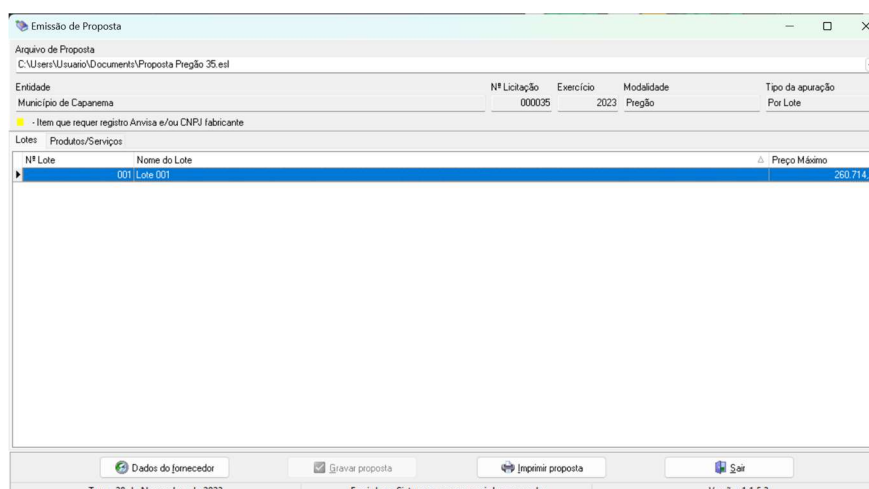 Emissão de Proposta
Arquivo de Proposta
C:\Users\Usuario\Documents\Proposta Pregão 35.esl
Entidade Nº Licitação Exercício Modalidade Tipo da apuração
Município de Capanema 000035 2023 Pregão Por Lote
- Item que requer registro Anvisa e/ou CNPJ fabricante
Lotes Produtos/Serviços
Nº Lote Nome do Lote Preço Máximo
001 Lote 001 260.714,
Dados do fornecedor Gravar proposta Imprimir proposta Sair